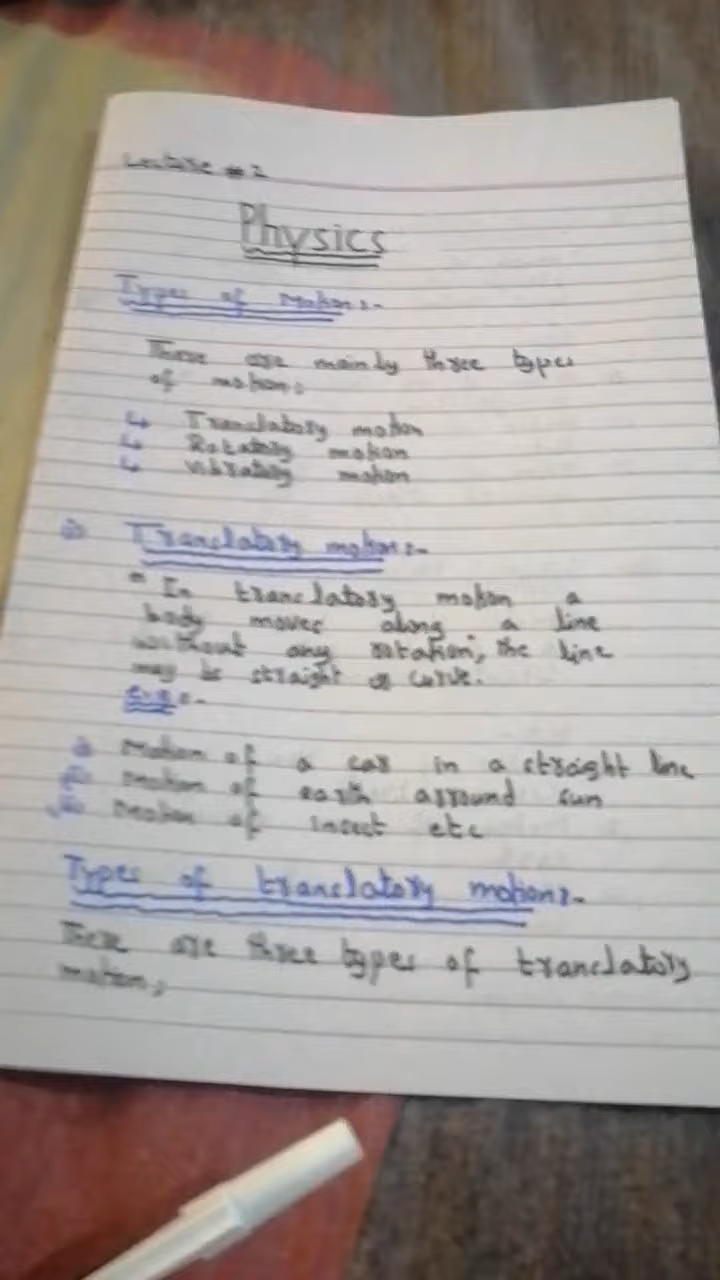 Lecture # 2
Physics
Types of Motion:-
There are mainly three types
of motion:
↳ Translatory motion
↳ Rotatory motion
↳ vibratory motion
i) Translatory motion:-
" In translatory motion a
body moves along a line
without any rotation, the line
may be straight or curve.
e.g:-
i Motion of a car in a straight line
ii Motion of earth arround sun
iii Motion of insect etc
Types of translatory motion:-
There are three types of translatory
motion,